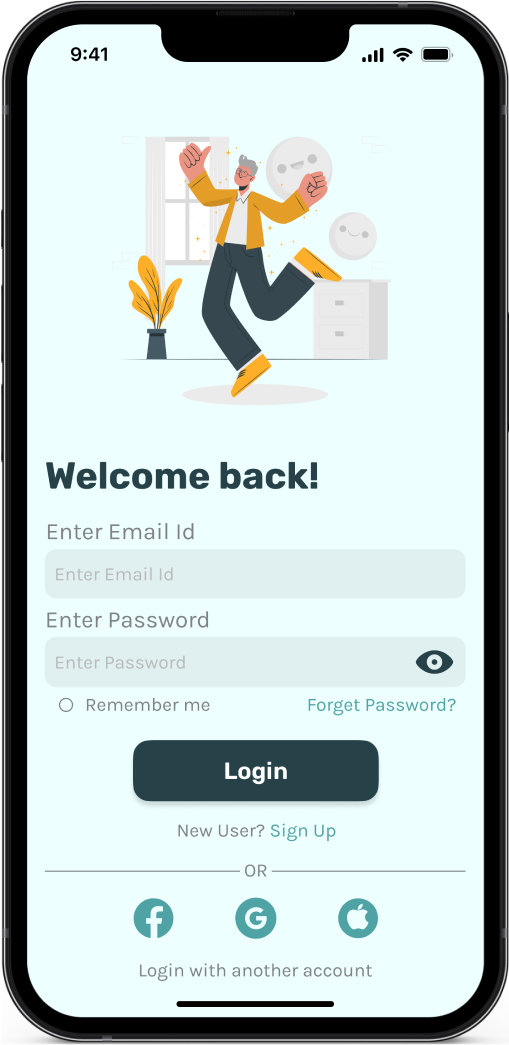 9:41
Welcome back!
Enter Email Id
Enter Email Id
Enter Password
Enter Password
Remember me Forget Password?
Login
New User? Sign Up
OR
Login with another account